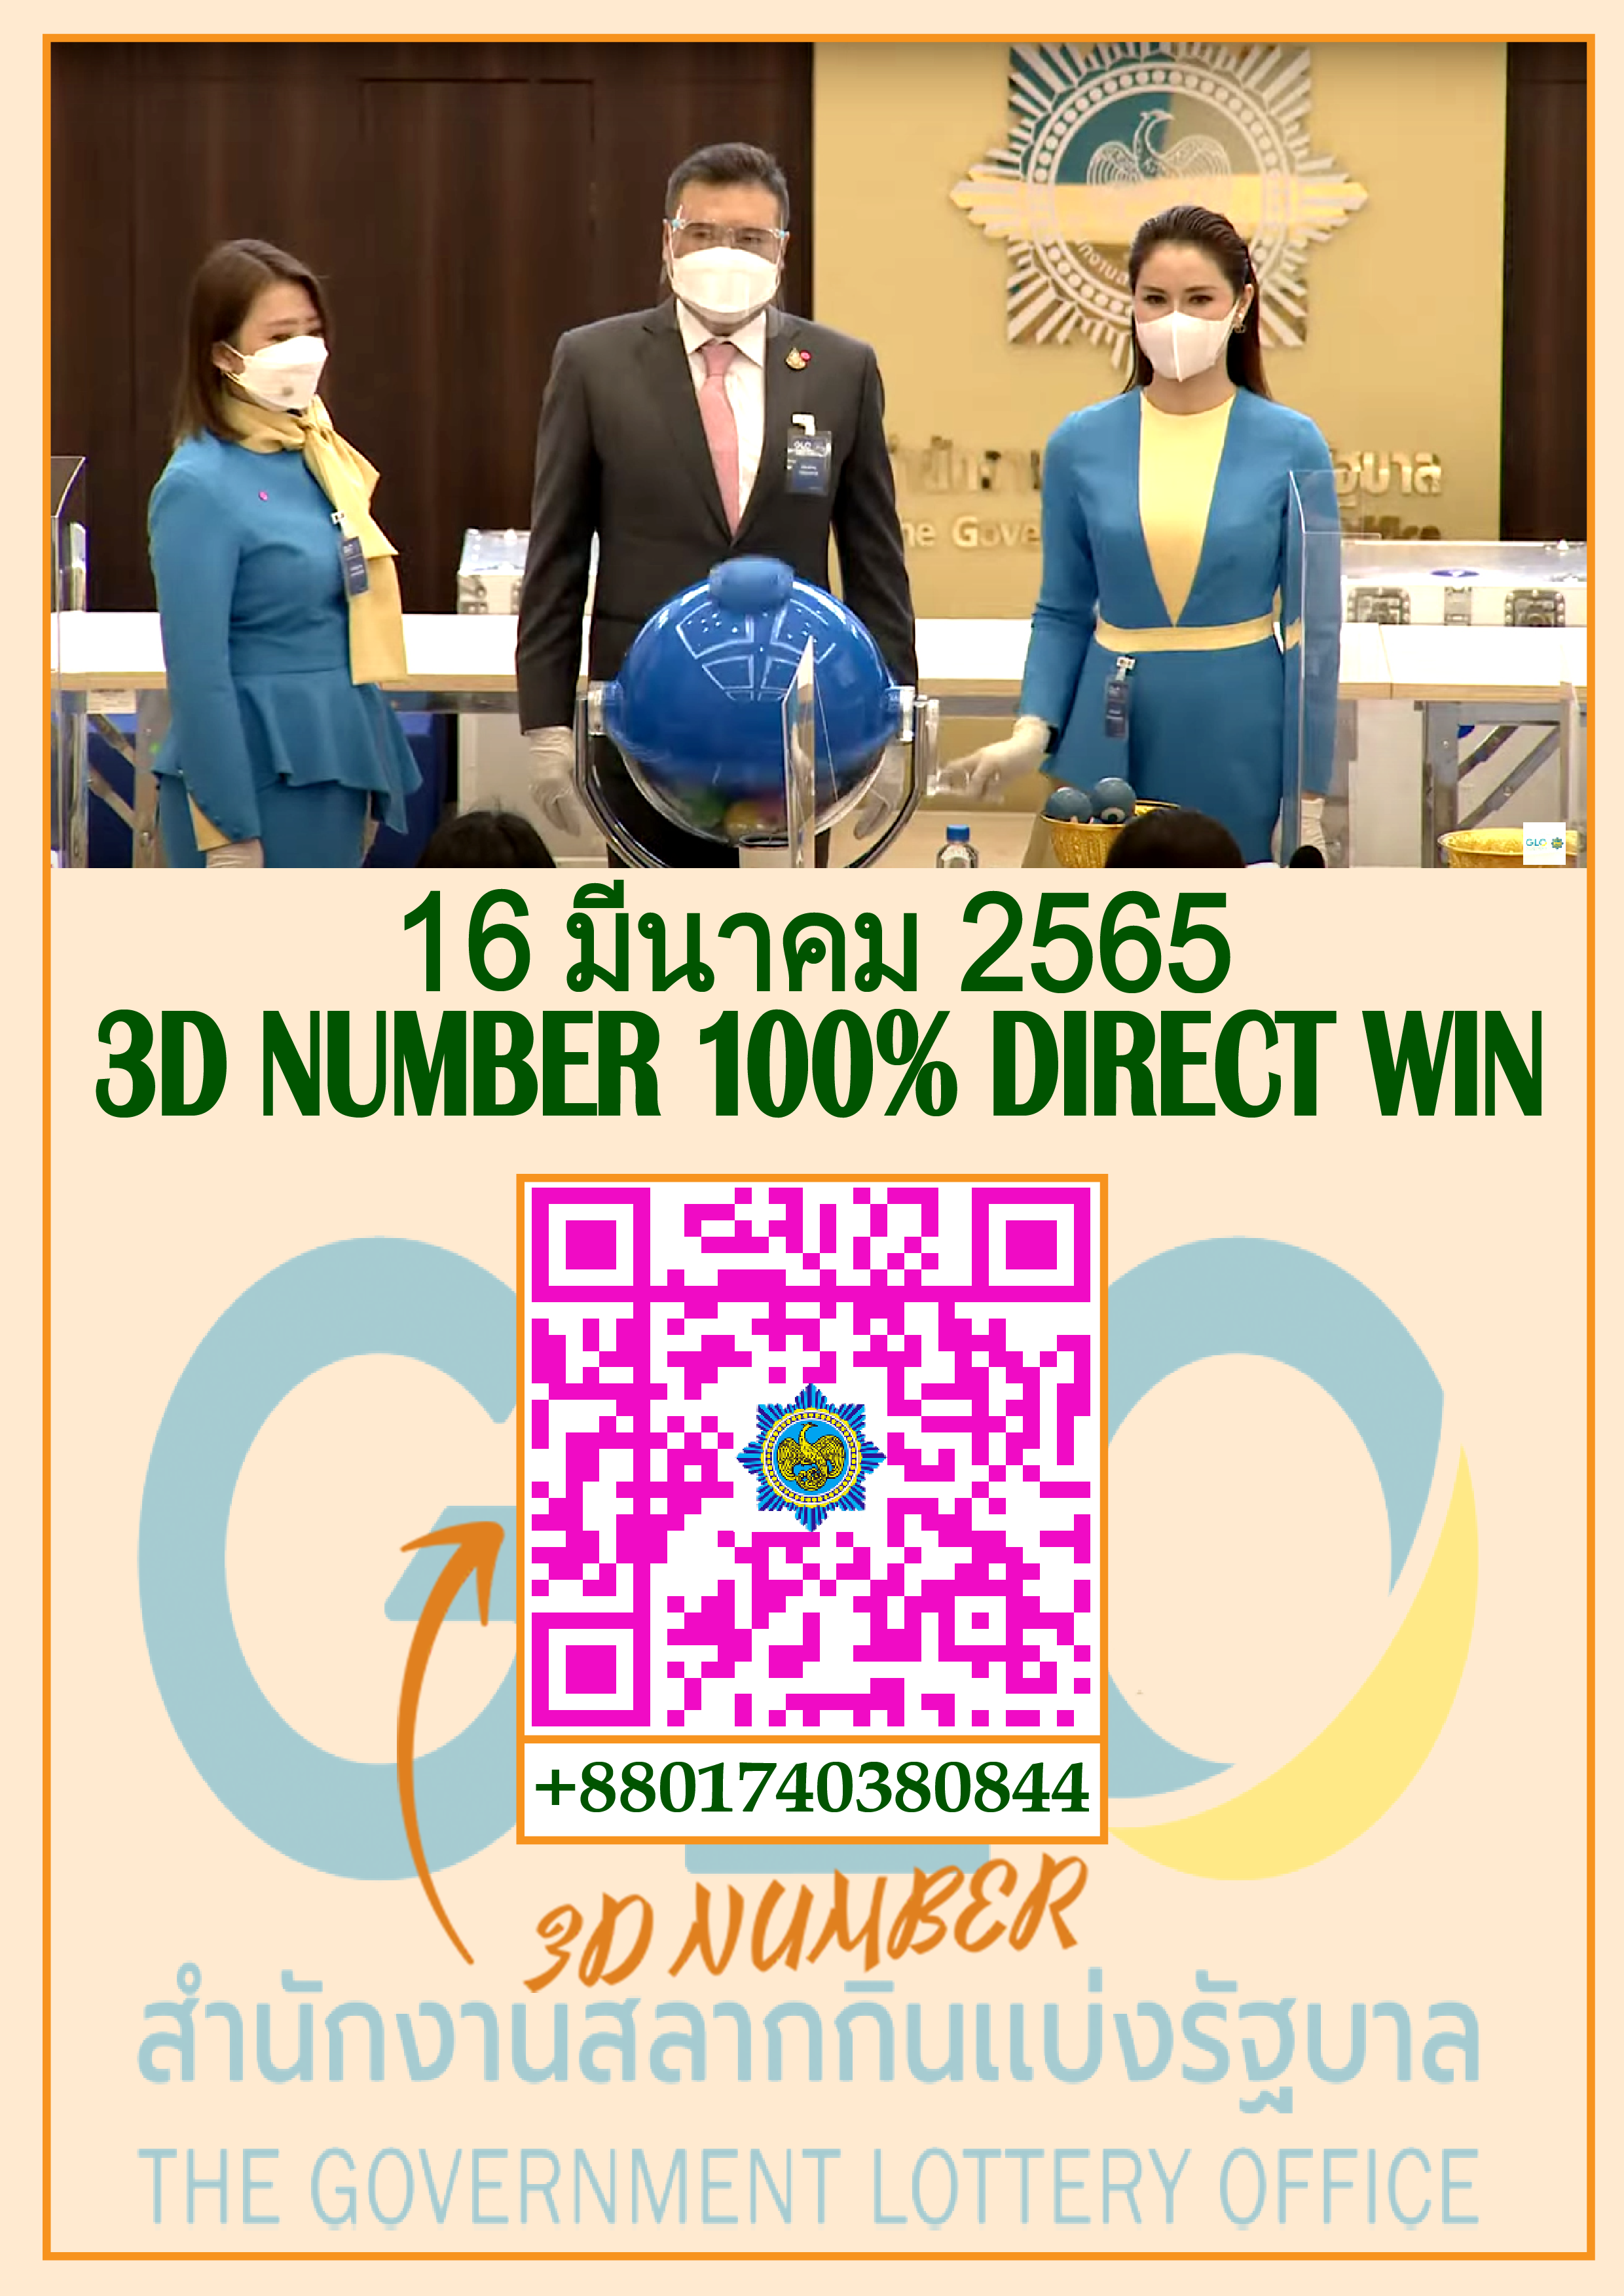 GLO
16 มีนาคม 2565
3D NUMBER 100% DIRECT WIN
GLO
+8801740380844
3D NUMBER
สำนักงานสลากกินแบ่งรัฐบาล
THE GOVERNMENT LOTTERY OFFICE